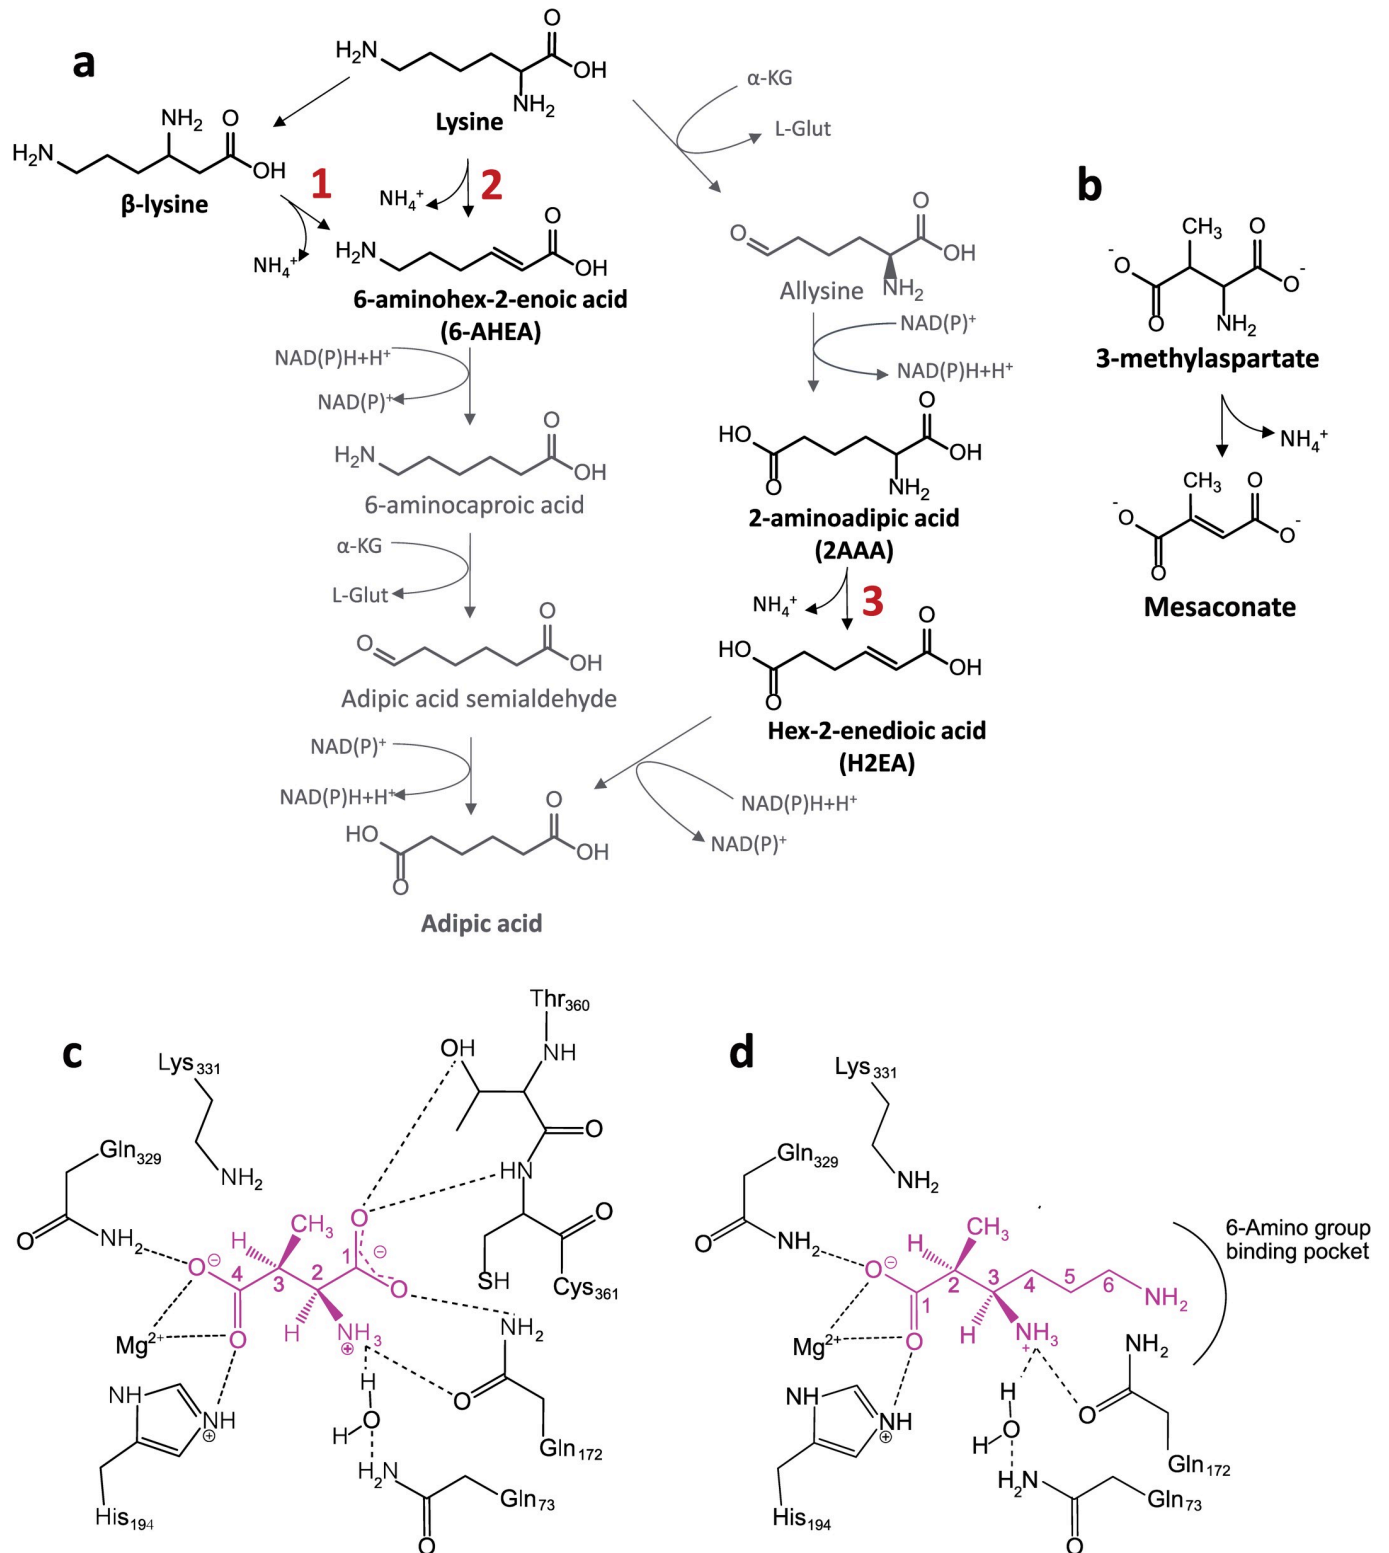 a
H₂N
O
OH
NH₂
Lysine
α-KG
L-Glut
NH₂
O
H₂N
OH
β-lysine
1
NH₄⁺
NH₄⁺
2
H₂N
O
OH
6-aminohex-2-enoic acid
(6-AHEA)
O
O
OH
NH₂
Allysine
NAD(P)H+H⁺
NAD(P)⁺
NAD(P)⁺
NAD(P)H+H⁺
H₂N
O
OH
6-aminocaproic acid
HO
O
O
OH
NH₂
2-aminoadipic acid
(2AAA)
α-KG
L-Glut
NH₄⁺
3
O
O
OH
Adipic acid semialdehyde
HO
O
O
OH
Hex-2-enedioic acid
(H2EA)
NAD(P)⁺
NAD(P)H+H⁺
NAD(P)H+H⁺
NAD(P)⁺
HO
O
O
OH
Adipic acid
b
CH₃
O
⁻O
O⁻
O
NH₂
3-methylaspartate
NH₄⁺
CH₃
O
⁻O
O⁻
O
Mesaconate
c
Thr₃₆₀
OH
NH
Lys₃₃₁
O
Gln₃₂₉
NH₂
HN
O
NH₂
CH₃
O
⊖
O
H
1
O⊖
4
3
2
O
SH
Cys₃₆₁
Mg²⁺
O
H
NH₃
⊕
NH₂
H
O
NH
NH
⊕
H
O
H₂N
Gln₁₇₂
Gln₇₃
His₁₉₄
O
d
Lys₃₃₁
Gln₃₂₉
NH₂
6-Amino group
binding pocket
O
NH₂
CH₃
H
O⊖
1
2
3
4
5
6
NH₂
Mg²⁺
O
H
NH₃
+
NH₂
H
O
NH
NH
⊕
H
O
H₂N
Gln₁₇₂
Gln₇₃
His₁₉₄
O